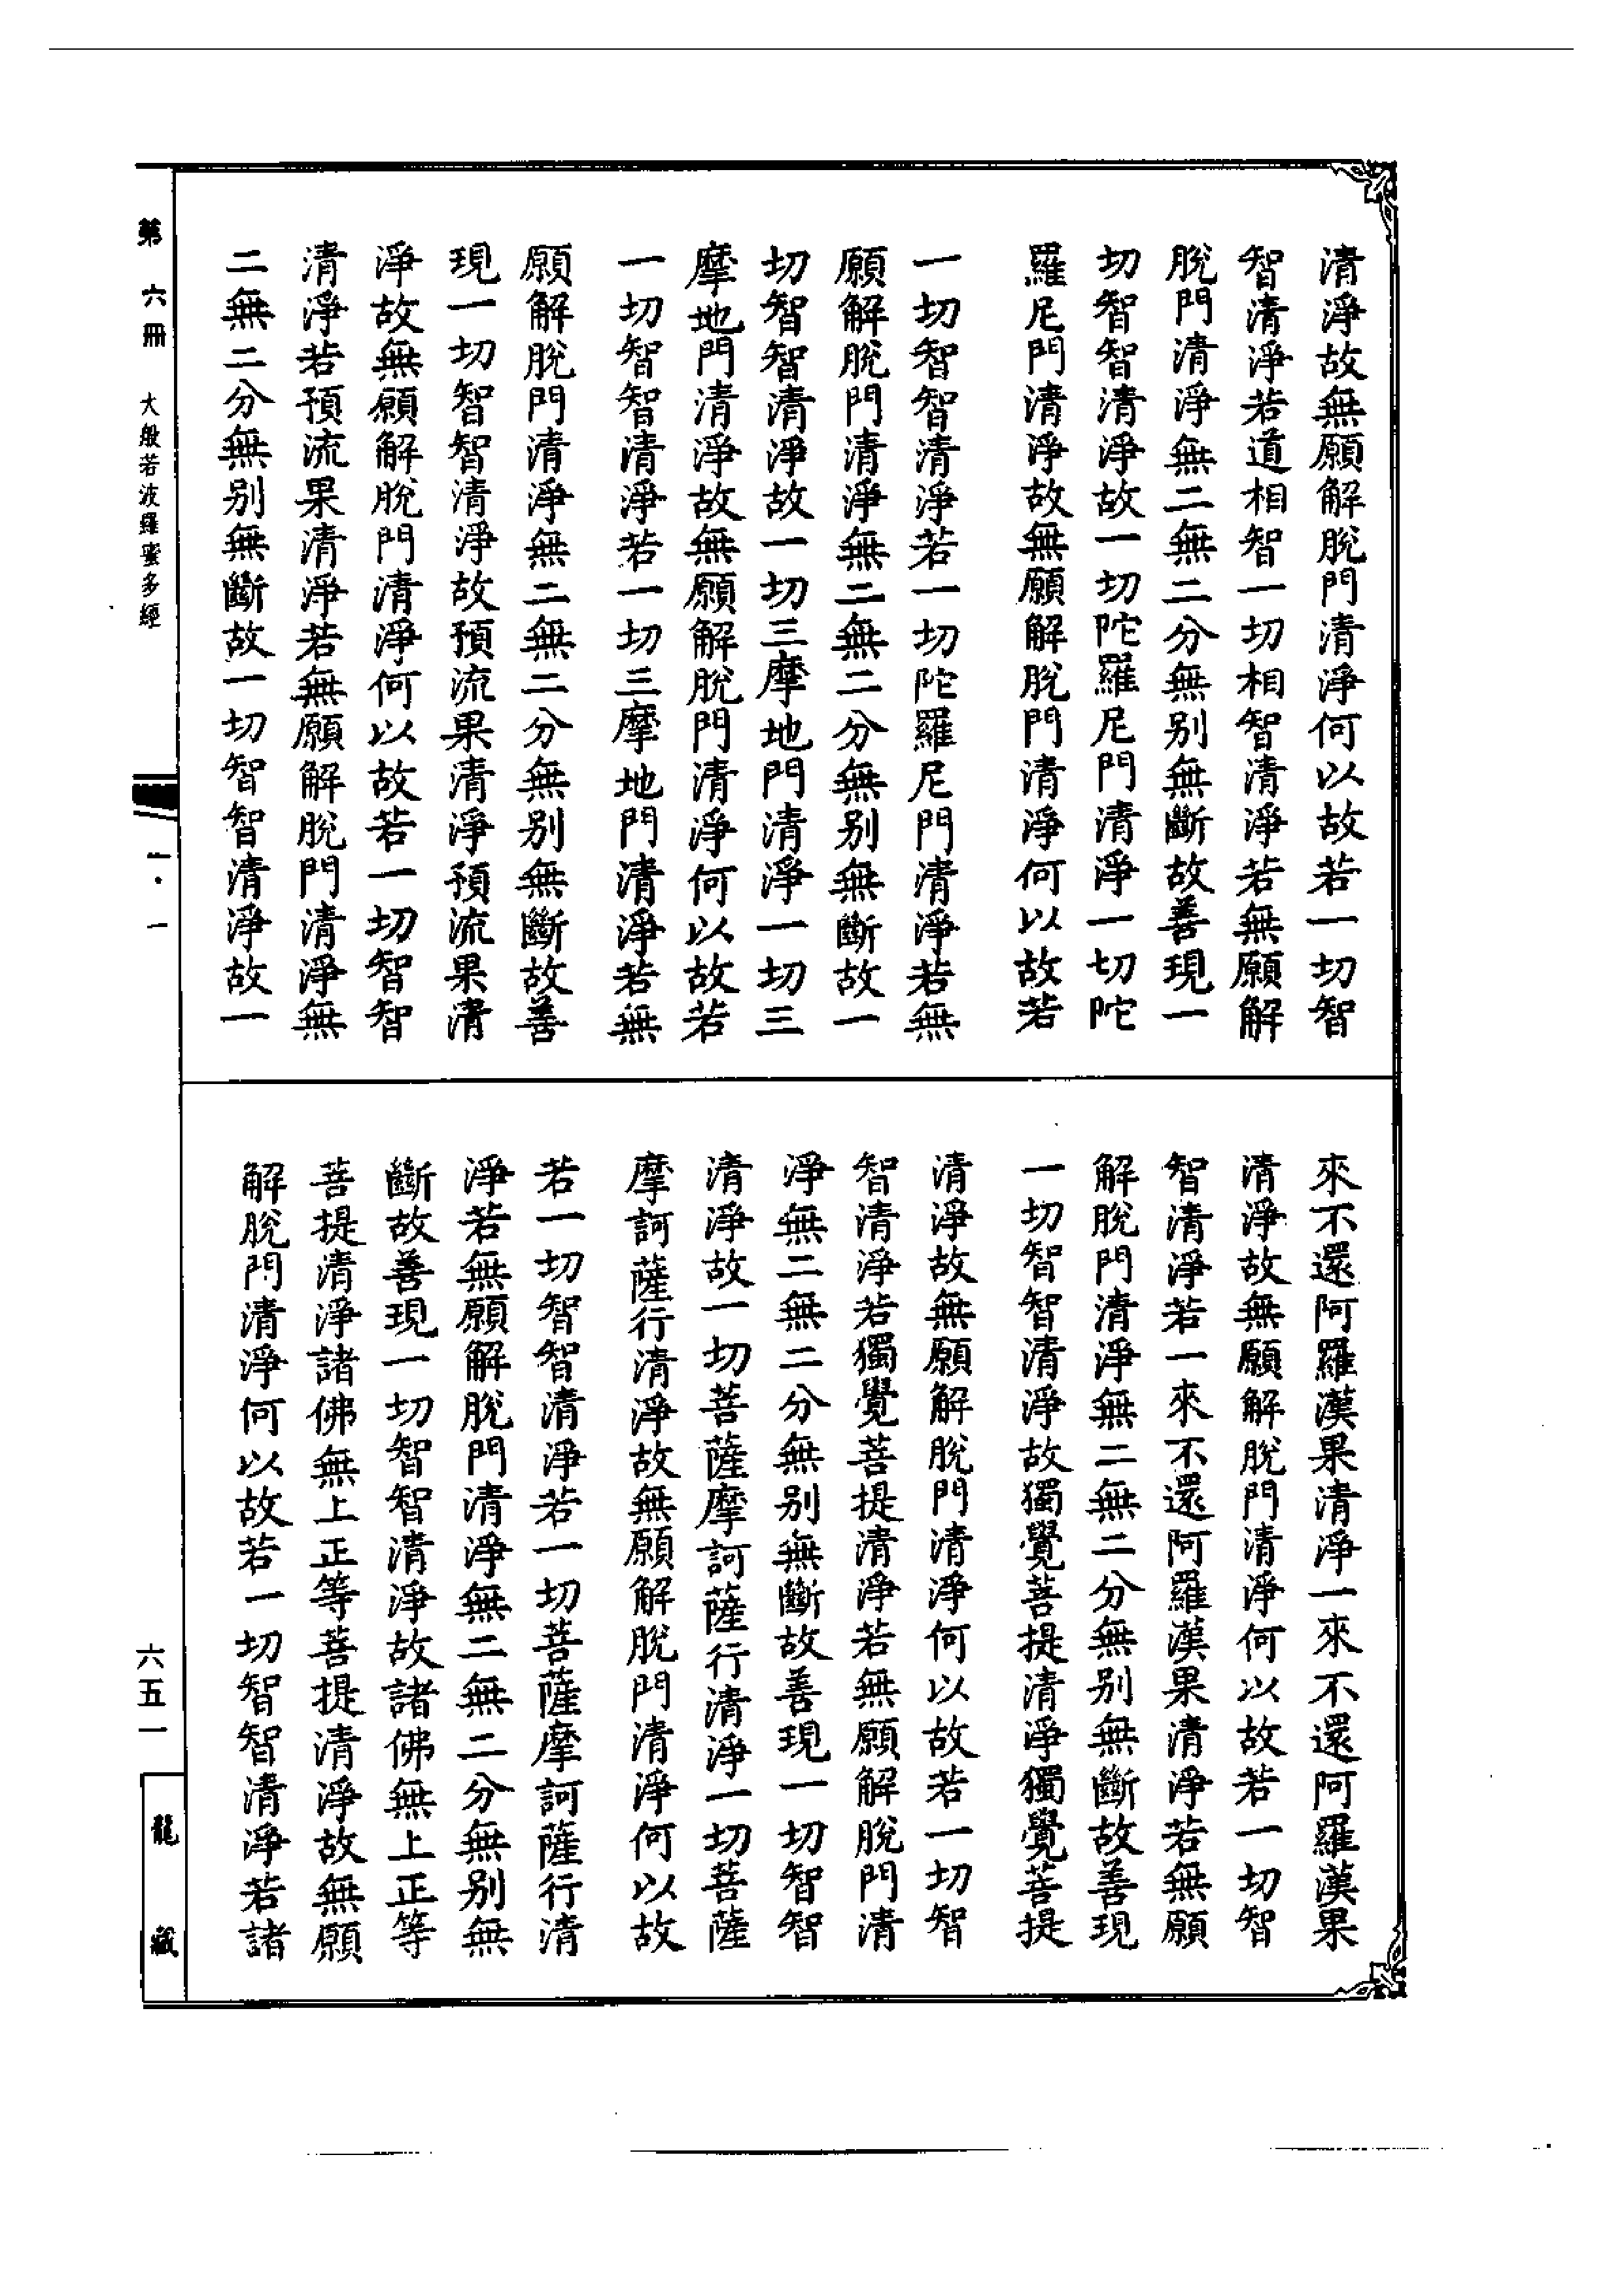 清淨故無願解脫門清淨何以故若一切智
智清淨若道相智一切相智清淨若無願解
脫門清淨無二無二分無别無斷故善現一
切智智清淨故一切陀羅尼門清淨一切陀
羅尼門清淨故無願解脫門清淨何以故若
一切智智清淨若一切陀羅尼門清淨若無
願解脫門清淨無二無二分無别無斷故一
切智智清淨故一切三摩地門清淨一切三
摩地門清淨故無願解脫門清淨何以故若
一切智智清淨若一切三摩地門清淨若無
願解脫門清淨無二無二分無别無斷故善
現一切智智清淨故預流果清淨預流果清
淨故無願解脫門清淨何以故若一切智智
清淨若預流果清淨若無願解脫門清淨無
二無二分無别無斷故一切智智清淨故一
來不還阿羅漢果清淨一來不還阿羅漢果
清淨故無願解脫門清淨何以故若一切智
智清淨若一來不還阿羅漢果清淨若無願
解脫門清淨無二無二分無别無斷故善現
一切智智清淨故獨覺菩提清淨獨覺菩提
清淨故無願解脫門清淨何以故若一切智
智清淨若獨覺菩提清淨若無願解脫門清
淨無二無二分無别無斷故善現一切智智
清淨故一切菩薩摩訶薩行清淨一切菩薩
摩訶薩行清淨故無願解脫門清淨何以故
若一切智智清淨若一切菩薩摩訶薩行清
淨若無願解脫門清淨無二無二分無别無
斷故善現一切智智清淨故諸佛無上正等
菩提清淨諸佛無上正等菩提清淨故無願
解脫門清淨何以故若一切智智清淨若諸
第六冊 大般若波羅蜜多經
一·一
六五一
龍藏